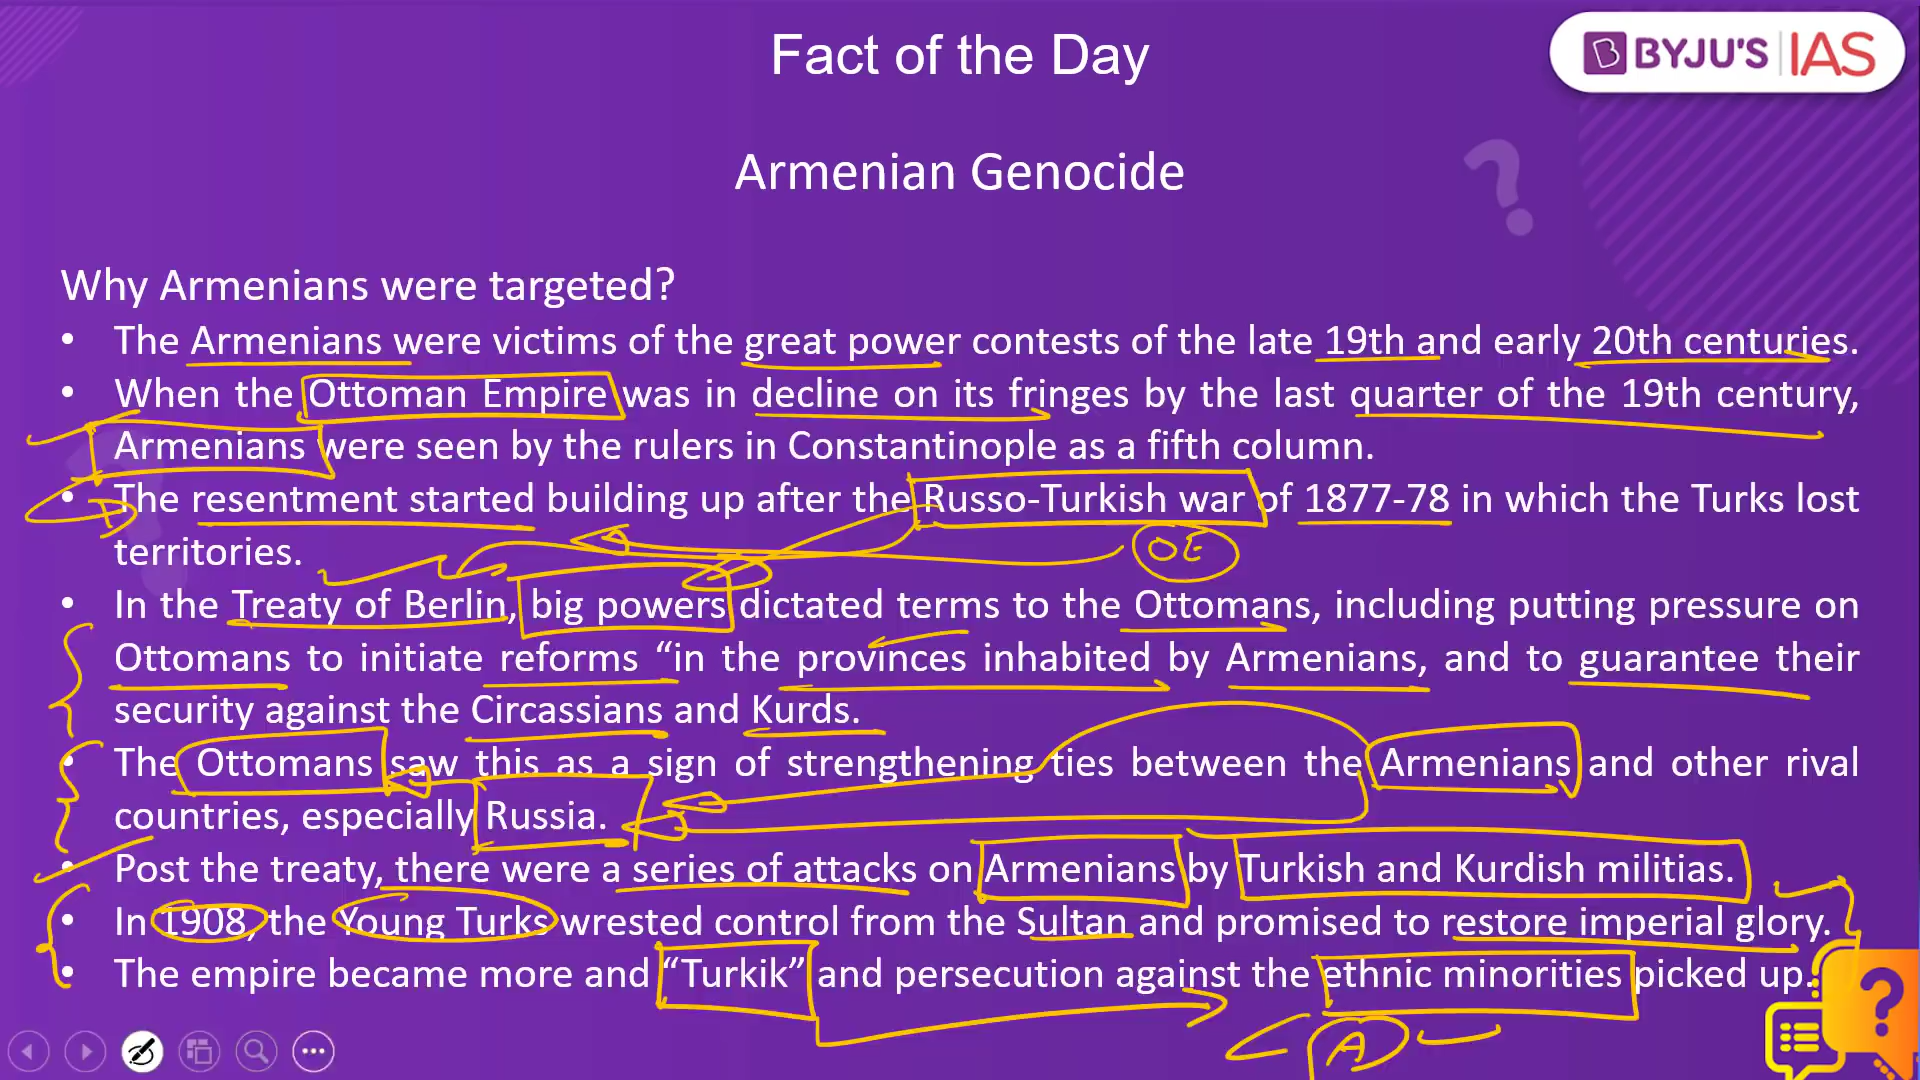 Fact of the Day
BYJU'S IAS
Armenian Genocide
Why Armenians were targeted?
• The Armenians were victims of the great power contests of the late 19th and early 20th centuries.
• When the Ottoman Empire was in decline on its fringes by the last quarter of the 19th century,
Armenians were seen by the rulers in Constantinople as a fifth column.
• The resentment started building up after the Russo-Turkish war of 1877-78 in which the Turks lost
territories.
OE
• In the Treaty of Berlin, big powers dictated terms to the Ottomans, including putting pressure on
Ottomans to initiate reforms “in the provinces inhabited by Armenians, and to guarantee their
security against the Circassians and Kurds.
• The Ottomans saw this as a sign of strengthening ties between the Armenians and other rival
countries, especially Russia.
• Post the treaty, there were a series of attacks on Armenians by Turkish and Kurdish militias.
• In 1908, the Young Turks wrested control from the Sultan and promised to restore imperial glory.
• The empire became more and “Turkik” and persecution against the ethnic minorities picked up.
A